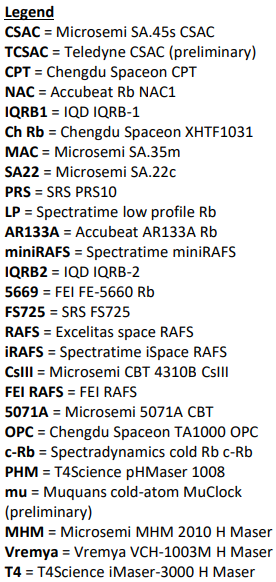 Legend
CSAC = Microsemi SA.45s CSAC
TCSAC = Teledyne CSAC (preliminary)
CPT = Chengdu Spaceon CPT
NAC = Accubeat Rb NAC1
IQRB1 = IQD IQRB-1
Ch Rb = Chengdu Spaceon XHTF1031
MAC = Microsemi SA.35m
SA22 = Microsemi SA.22c
PRS = SRS PRS10
LP = Spectratime low profile Rb
AR133A = Accubeat AR133A Rb
miniRAFS = Spectratime miniRAFS
IQRB2 = IQD IQRB-2
5669 = FEI FE-5660 Rb
FS725 = SRS FS725
RAFS = Excelitas space RAFS
iRAFS = Spectratime iSpace RAFS
CsIII = Microsemi CBT 4310B CsIII
FEI RAFS = FEI RAFS
5071A = Microsemi 5071A CBT
OPC = Chengdu Spaceon TA1000 OPC
c-Rb = Spectradynamics cold Rb c-Rb
PHM = T4Science pHMaser 1008
mu = Muquans cold-atom MuClock
(preliminary)
MHM = Microsemi MHM 2010 H Maser
Vremya = Vremya VCH-1003M H Maser
T4 = T4Science iMaser-3000 H Maser